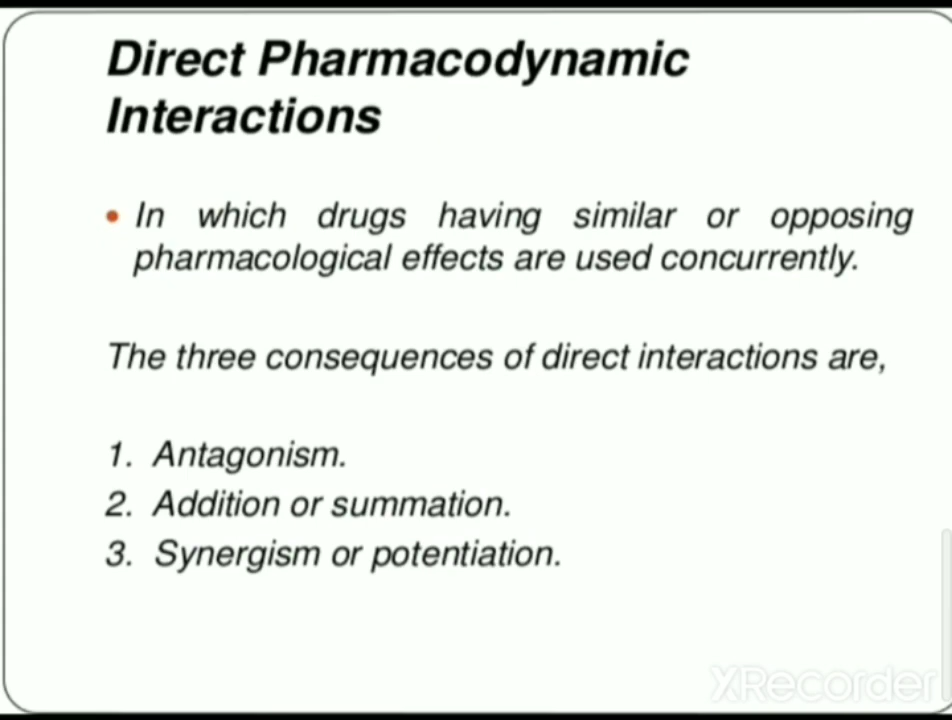 Direct Pharmacodynamic
Interactions
• In which drugs having similar or opposing
pharmacological effects are used concurrently.
The three consequences of direct interactions are,
1. Antagonism.
2. Addition or summation.
3. Synergism or potentiation.
XRecorder